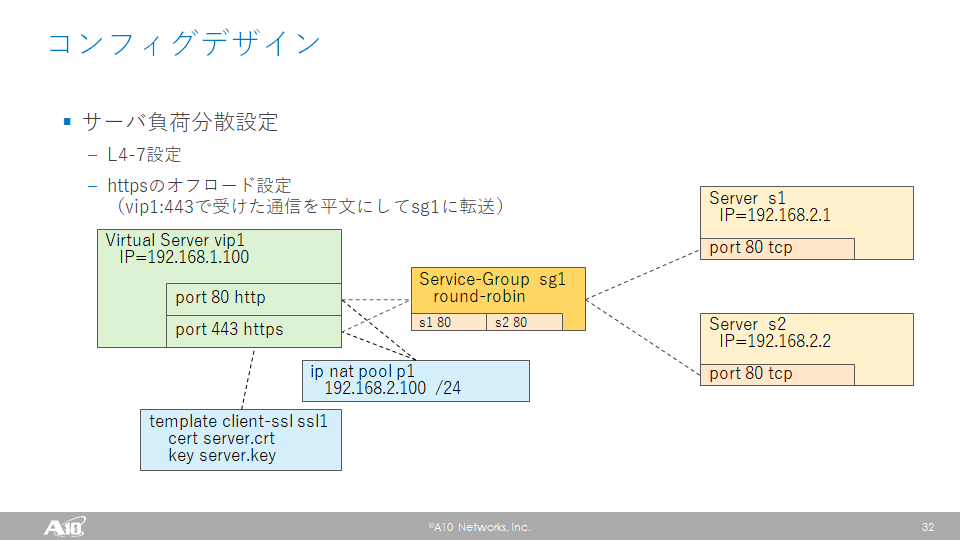 コンフィグデザイン
▪ サーバ負荷分散設定
– L4-7設定
– httpsのオフロード設定
（vip1:443で受けた通信を平文にしてsg1に転送）
Virtual Server vip1
IP=192.168.1.100
port 80 http
port 443 https
Service-Group sg1
round-robin
s1 80
s2 80
Server s1
IP=192.168.2.1
port 80 tcp
Server s2
IP=192.168.2.2
port 80 tcp
ip nat pool p1
192.168.2.100 /24
template client-ssl ssl1
cert server.crt
key server.key
A10
©A10 Networks, Inc.
32